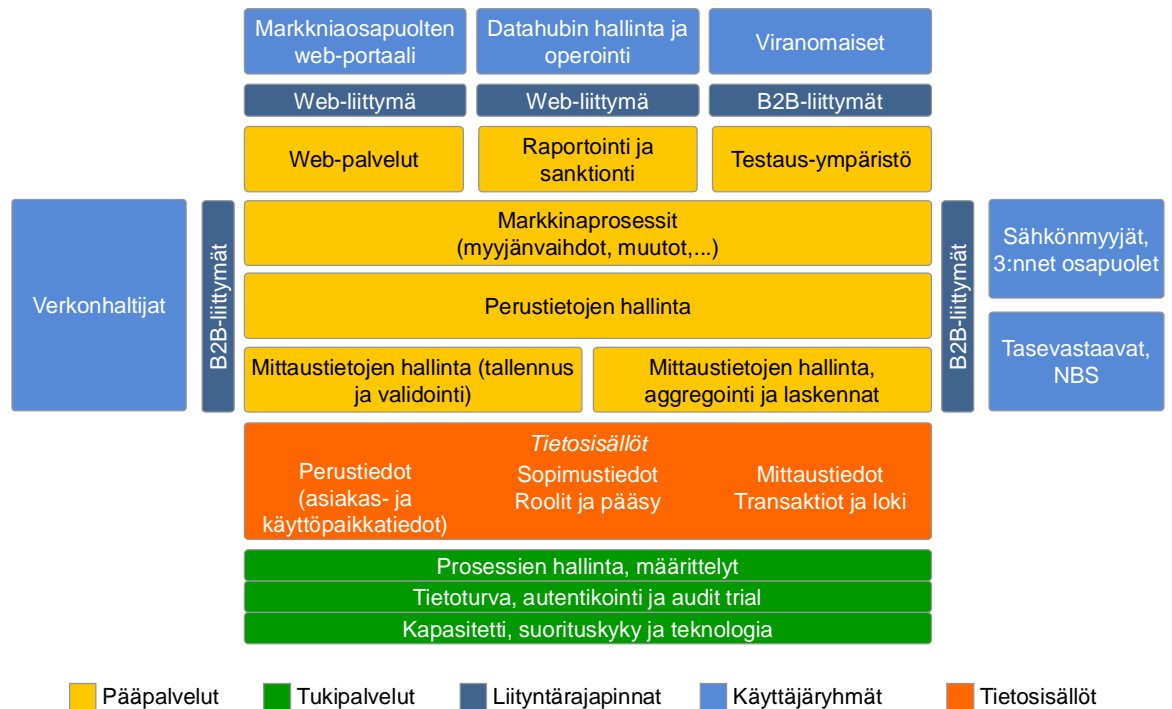 Markkniaosapuolten
web-portaali
Datahubin hallinta ja
operointi
Viranomaiset
Web-liittymä
Web-liittymä
B2B-liittymät
Web-palvelut
Raportointi ja
sanktionti
Testaus-ympäristö
Verkonhaltijat
B2B-liittymät
Markkinaprosessit
(myyjänvaihdot, muutot,...)
Perustietojen hallinta
Mittaustietojen hallinta (tallennus
ja validointi)
Mittaustietojen hallinta,
aggregointi ja laskennat
B2B-liittymät
Sähkönmyyjät,
3:nnet osapuolet
Tasevastaavat,
NBS
Tietosisällöt
Perustiedot
(asiakas- ja
käyttöpaikkatiedot)
Sopimustiedot
Roolit ja pääsy
Mittaustiedot
Transaktiot ja loki
Prosessien hallinta, määrittelyt
Tietoturva, autentikointi ja audit trial
Kapasitetti, suorituskyky ja teknologia
Pääpalvelut
Tukipalvelut
Liityntärajapinnat
Käyttäjäryhmät
Tietosisällöt